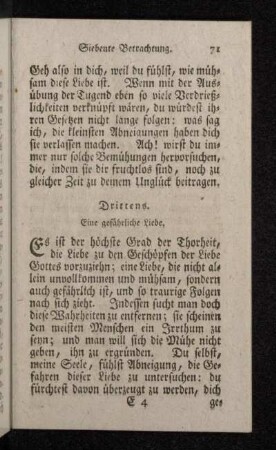 Siebente Betrachtung. 71
Geh also in dich, weil du fühlst, wie müh-
sam diese Liebe ist. Wenn mit der Aus-
übung der Tugend eben so viele Verdrieß-
lichkeiten verknüpft wären, du würdest ih-
ren Gesetzen nicht lange folgen: was sag
ich, die kleinsten Abneigungen haben dich
sie verlassen machen. Ach! wirst du im-
mer nur solche Bemühungen hervorsuchen,
die, indem sie dir fruchtlos sind, noch zu
gleicher Zeit zu deinem Unglück beitragen.
Drittens.
Eine gefährliche Liebe.
Es ist der höchste Grad der Thorheit,
die Liebe zu den Geschöpfen der Liebe
Gottes vorzuziehn; eine Liebe, die nicht al-
lein unvollkommen und mühsam, sondern
auch gefährlich ist, und so traurige Folgen
nach sich zieht. Indessen sucht man doch
diese Wahrheiten zu entfernen; sie scheinen
den meisten Menschen ein Irrthum zu
seyn; und man will sich die Mühe nicht
geben, ihn zu ergründen. Du selbst,
meine Seele, fühlst Abneigung, die Ge-
fahren dieser Liebe zu untersuchen: du
fürchtest davon überzeugt zu werden, dich
E 4 ge-